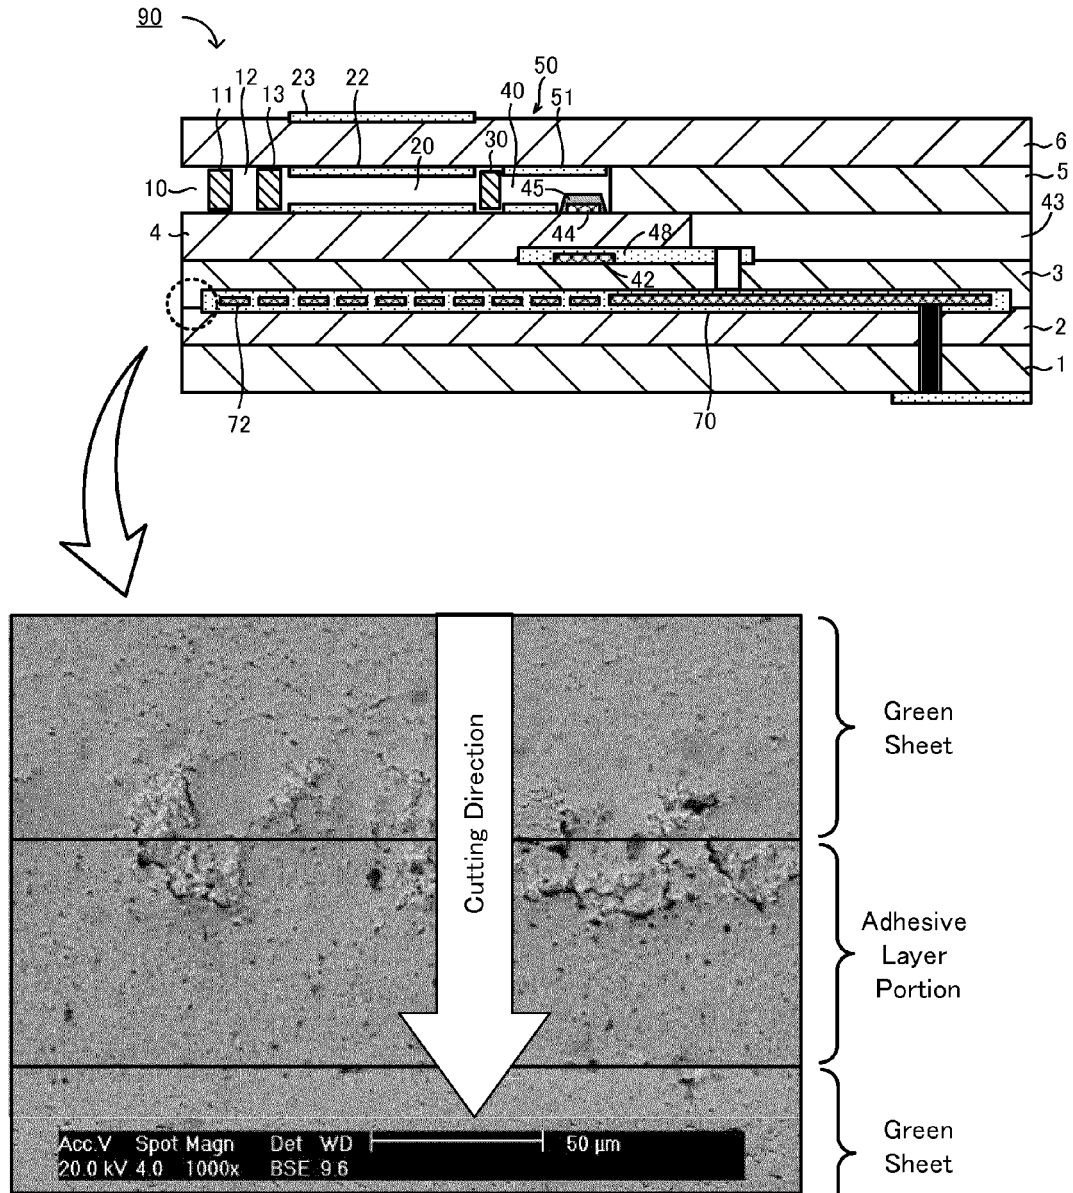 90
50
23 22 40 51
12
11 13
30
20
6
10
5
45
43
4
44 48
42
3
2
1
72 70
Cutting Direction
Green
Sheet
Adhesive
Layer
Portion
Green
Sheet
Acc.V Spot Magn Det WD 50 μm
20.0 kV 4.0 1000x BSE 9.6